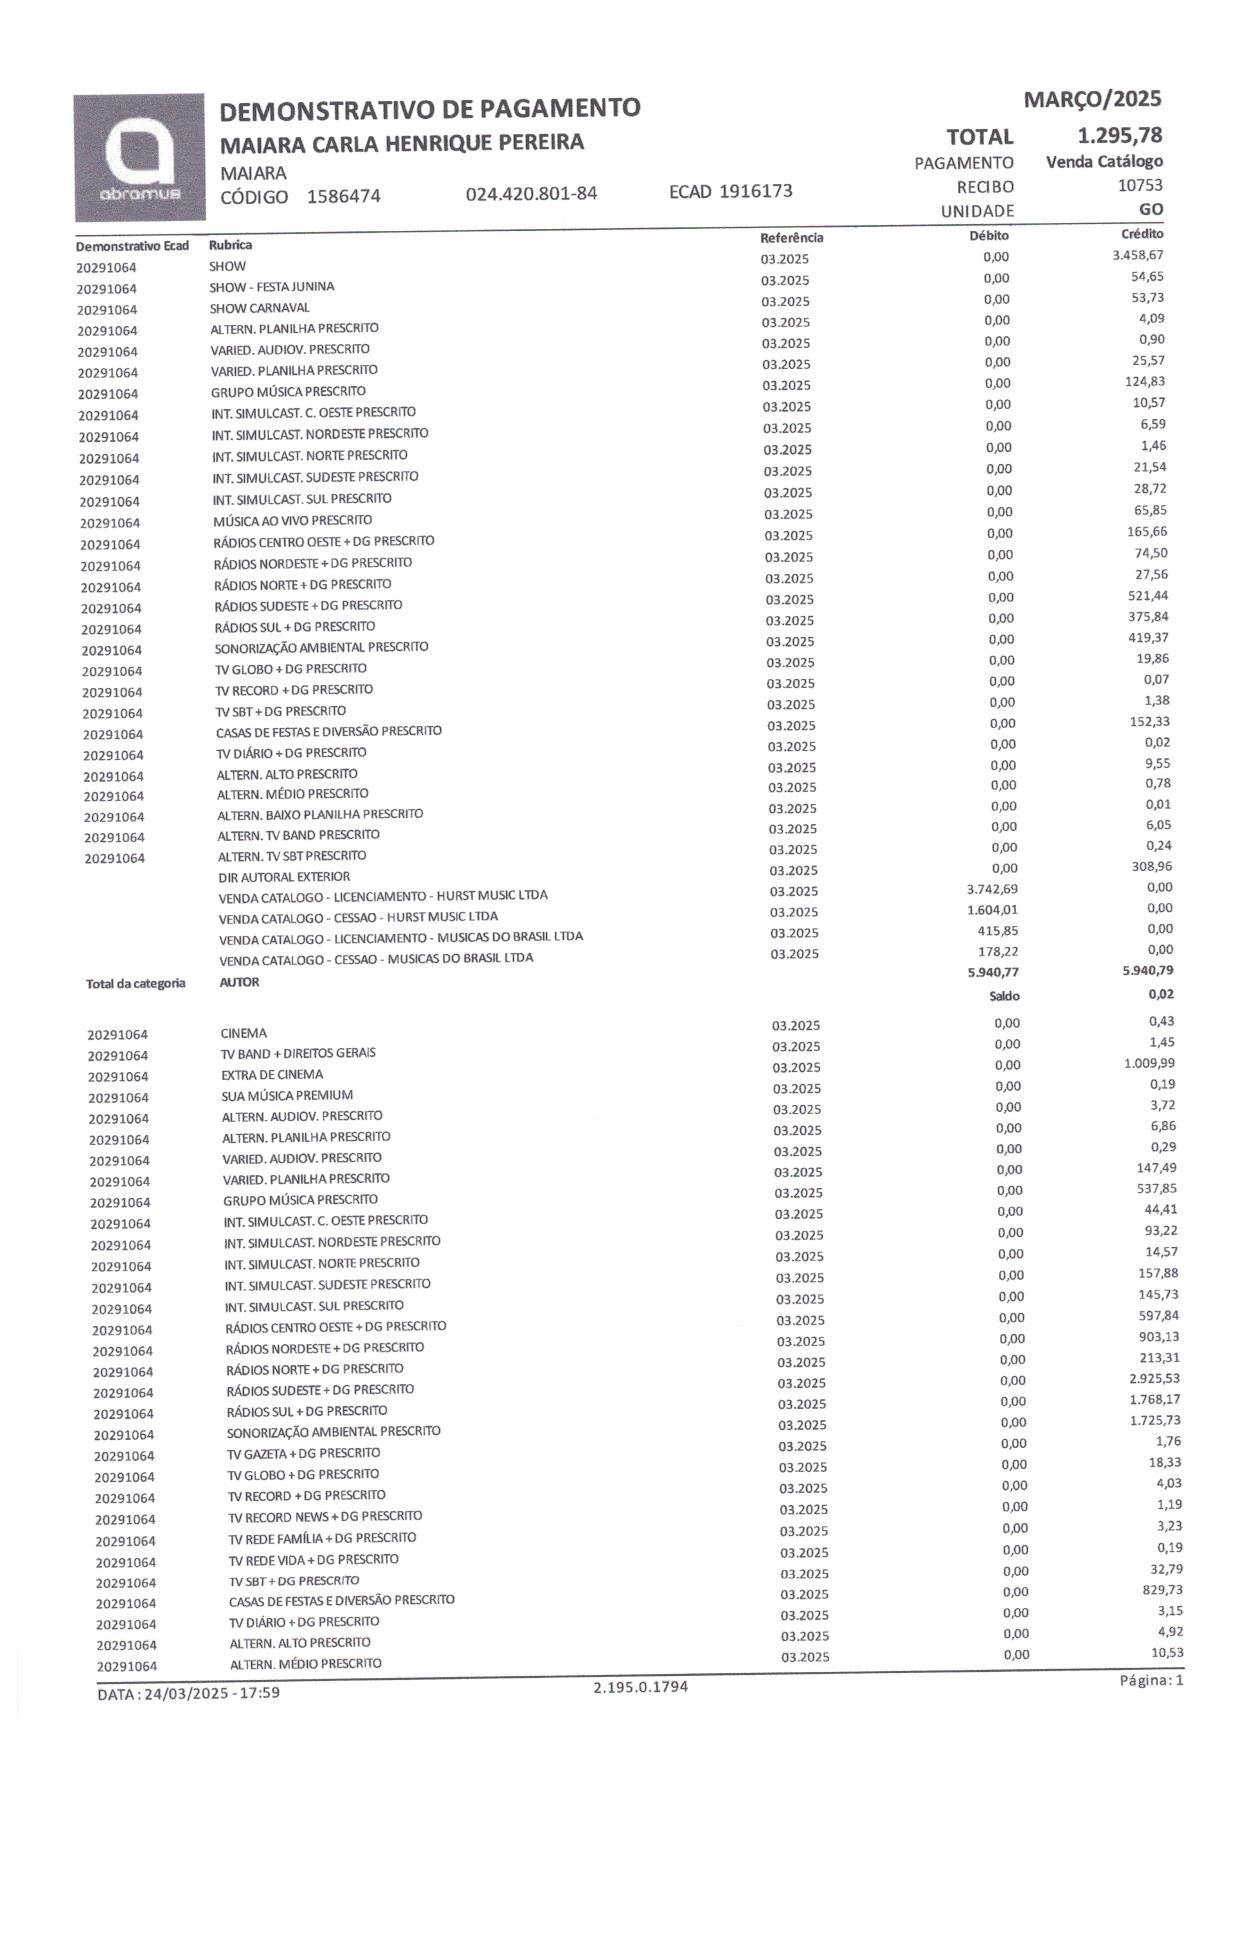 abramus
DEMONSTRATIVO DE PAGAMENTO MARÇO/2025
MAIARA CARLA HENRIQUE PEREIRA TOTAL 1.295,78
MAIARA PAGAMENTO Venda Catálogo
CÓDIGO 1586474 024.420.801-84 ECAD 1916173 RECIBO 10753
UNIDADE GO
Demonstrativo Ecad Rubrica Referência Débito Crédito
20291064 SHOW 03.2025 0,00 3.458,67
20291064 SHOW - FESTA JUNINA 03.2025 0,00 54,65
20291064 SHOW CARNAVAL 03.2025 0,00 53,73
20291064 ALTERN. PLANILHA PRESCRITO 03.2025 0,00 4,09
20291064 VARIED. AUDIOV. PRESCRITO 03.2025 0,00 0,90
20291064 VARIED. PLANILHA PRESCRITO 03.2025 0,00 25,57
20291064 GRUPO MÚSICA PRESCRITO 03.2025 0,00 124,83
20291064 INT. SIMULCAST. C. OESTE PRESCRITO 03.2025 0,00 10,57
20291064 INT. SIMULCAST. NORDESTE PRESCRITO 03.2025 0,00 6,59
20291064 INT. SIMULCAST. NORTE PRESCRITO 03.2025 0,00 1,46
20291064 INT. SIMULCAST. SUDESTE PRESCRITO 03.2025 0,00 21,54
20291064 INT. SIMULCAST. SUL PRESCRITO 03.2025 0,00 28,72
20291064 MÚSICA AO VIVO PRESCRITO 03.2025 0,00 65,85
20291064 RÁDIOS CENTRO OESTE + DG PRESCRITO 03.2025 0,00 165,66
20291064 RÁDIOS NORDESTE + DG PRESCRITO 03.2025 0,00 74,50
20291064 RÁDIOS NORTE + DG PRESCRITO 03.2025 0,00 27,56
20291064 RÁDIOS SUDESTE + DG PRESCRITO 03.2025 0,00 521,44
20291064 RÁDIOS SUL + DG PRESCRITO 03.2025 0,00 375,84
20291064 SONORIZAÇÃO AMBIENTAL PRESCRITO 03.2025 0,00 419,37
20291064 TV GLOBO + DG PRESCRITO 03.2025 0,00 19,86
20291064 TV RECORD + DG PRESCRITO 03.2025 0,00 0,07
20291064 TV SBT + DG PRESCRITO 03.2025 0,00 1,38
20291064 CASAS DE FESTAS E DIVERSÃO PRESCRITO 03.2025 0,00 152,33
20291064 TV DIÁRIO + DG PRESCRITO 03.2025 0,00 0,02
20291064 ALTERN. ALTO PRESCRITO 03.2025 0,00 9,55
20291064 ALTERN. MÉDIO PRESCRITO 03.2025 0,00 0,78
20291064 ALTERN. BAIXO PLANILHA PRESCRITO 03.2025 0,00 0,01
20291064 ALTERN. TV BAND PRESCRITO 03.2025 0,00 6,05
20291064 ALTERN. TV SBT PRESCRITO 03.2025 0,00 0,24
DIR AUTORAL EXTERIOR 03.2025 0,00 308,96
VENDA CATALOGO - LICENCIAMENTO - HURST MUSIC LTDA 03.2025 3.742,69 0,00
VENDA CATALOGO - CESSAO - HURST MUSIC LTDA 03.2025 1.604,01 0,00
VENDA CATALOGO - LICENCIAMENTO - MUSICAS DO BRASIL LTDA 03.2025 415,85 0,00
VENDA CATALOGO - CESSAO - MUSICAS DO BRASIL LTDA 03.2025 178,22 0,00
Total da categoria AUTOR 5.940,77 5.940,79
Saldo 0,02
20291064 CINEMA 03.2025 0,00 0,43
20291064 TV BAND + DIREITOS GERAIS 03.2025 0,00 1,45
20291064 EXTRA DE CINEMA 03.2025 0,00 1.009,99
20291064 SUA MÚSICA PREMIUM 03.2025 0,00 0,19
20291064 ALTERN. AUDIOV. PRESCRITO 03.2025 0,00 3,72
20291064 ALTERN. PLANILHA PRESCRITO 03.2025 0,00 6,86
20291064 VARIED. AUDIOV. PRESCRITO 03.2025 0,00 0,29
20291064 VARIED. PLANILHA PRESCRITO 03.2025 0,00 147,49
20291064 GRUPO MÚSICA PRESCRITO 03.2025 0,00 537,85
20291064 INT. SIMULCAST. C. OESTE PRESCRITO 03.2025 0,00 44,41
20291064 INT. SIMULCAST. NORDESTE PRESCRITO 03.2025 0,00 93,22
20291064 INT. SIMULCAST. NORTE PRESCRITO 03.2025 0,00 14,57
20291064 INT. SIMULCAST. SUDESTE PRESCRITO 03.2025 0,00 157,88
20291064 INT. SIMULCAST. SUL PRESCRITO 03.2025 0,00 145,73
20291064 RÁDIOS CENTRO OESTE + DG PRESCRITO 03.2025 0,00 597,84
20291064 RÁDIOS NORDESTE + DG PRESCRITO 03.2025 0,00 903,13
20291064 RÁDIOS NORTE + DG PRESCRITO 03.2025 0,00 213,31
20291064 RÁDIOS SUDESTE + DG PRESCRITO 03.2025 0,00 2.925,53
20291064 RÁDIOS SUL + DG PRESCRITO 03.2025 0,00 1.768,17
20291064 SONORIZAÇÃO AMBIENTAL PRESCRITO 03.2025 0,00 1.725,73
20291064 TV GAZETA + DG PRESCRITO 03.2025 0,00 1,76
20291064 TV GLOBO + DG PRESCRITO 03.2025 0,00 18,33
20291064 TV RECORD + DG PRESCRITO 03.2025 0,00 4,03
20291064 TV RECORD NEWS + DG PRESCRITO 03.2025 0,00 1,19
20291064 TV REDE FAMÍLIA + DG PRESCRITO 03.2025 0,00 3,23
20291064 TV REDE VIDA + DG PRESCRITO 03.2025 0,00 0,19
20291064 TV SBT + DG PRESCRITO 03.2025 0,00 32,79
20291064 CASAS DE FESTAS E DIVERSÃO PRESCRITO 03.2025 0,00 829,73
20291064 TV DIÁRIO + DG PRESCRITO 03.2025 0,00 3,15
20291064 ALTERN. ALTO PRESCRITO 03.2025 0,00 4,92
20291064 ALTERN. MÉDIO PRESCRITO 03.2025 0,00 10,53
DATA : 24/03/2025 - 17:59 2.195.0.1794 Página: 1